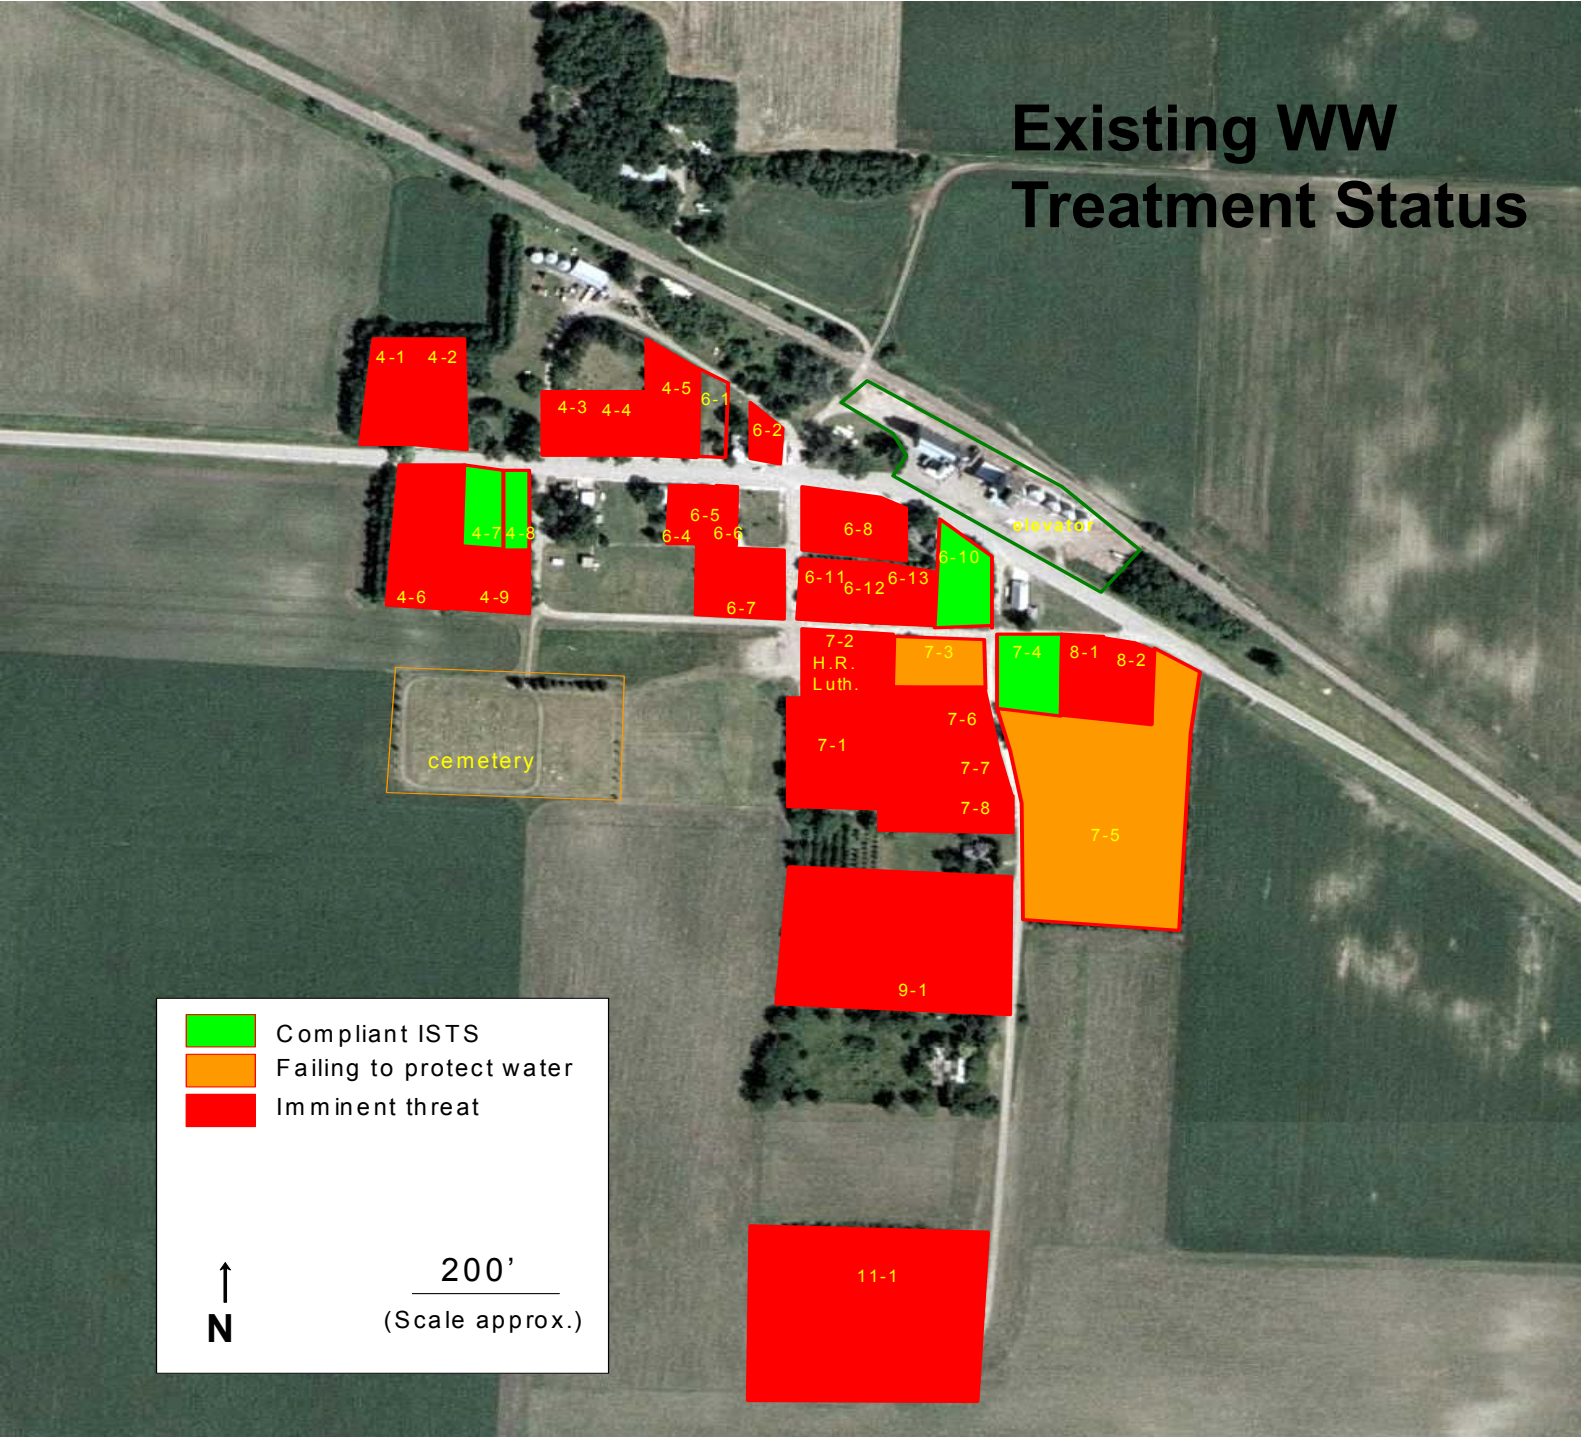 Existing WW
Treatment Status
4-1 4-2
4-3 4-4
4-5
6-1
6-2
4-7 4-8
4-6 4-9
6-5
6-4 6-6
6-7
6-8
elevator
6-10
6-11 6-12 6-13
7-2
H.R.
Luth.
7-3
7-4
8-1 8-2
7-6
7-1
7-7
7-8
7-5
cemetery
9-1
11-1
Compliant ISTS
Failing to protect water
Imminent threat
200’
N
(Scale approx.)